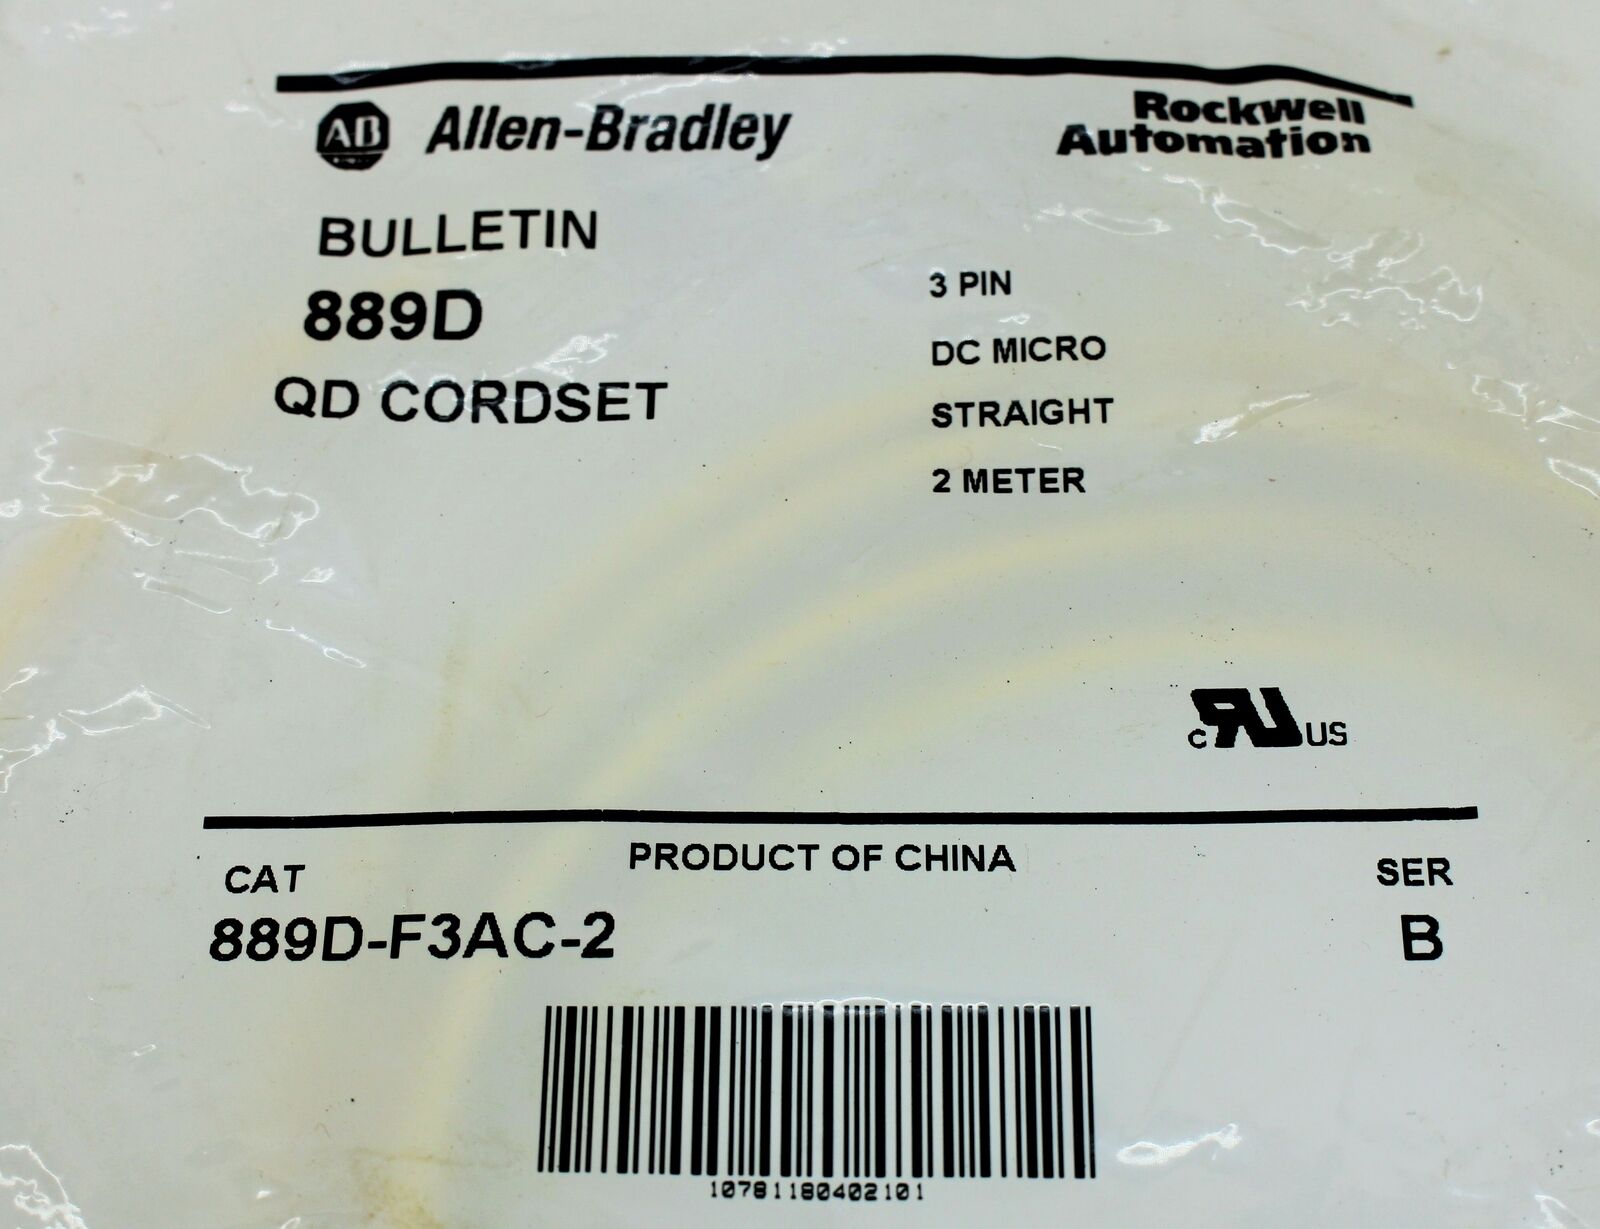 AB Allen-Bradley
Rockwell
Automation
BULLETIN
889D
QD CORDSET
3 PIN
DC MICRO
STRAIGHT
2 METER
c RU US
PRODUCT OF CHINA
CAT
889D-F3AC-2
SER
B
10781180402101